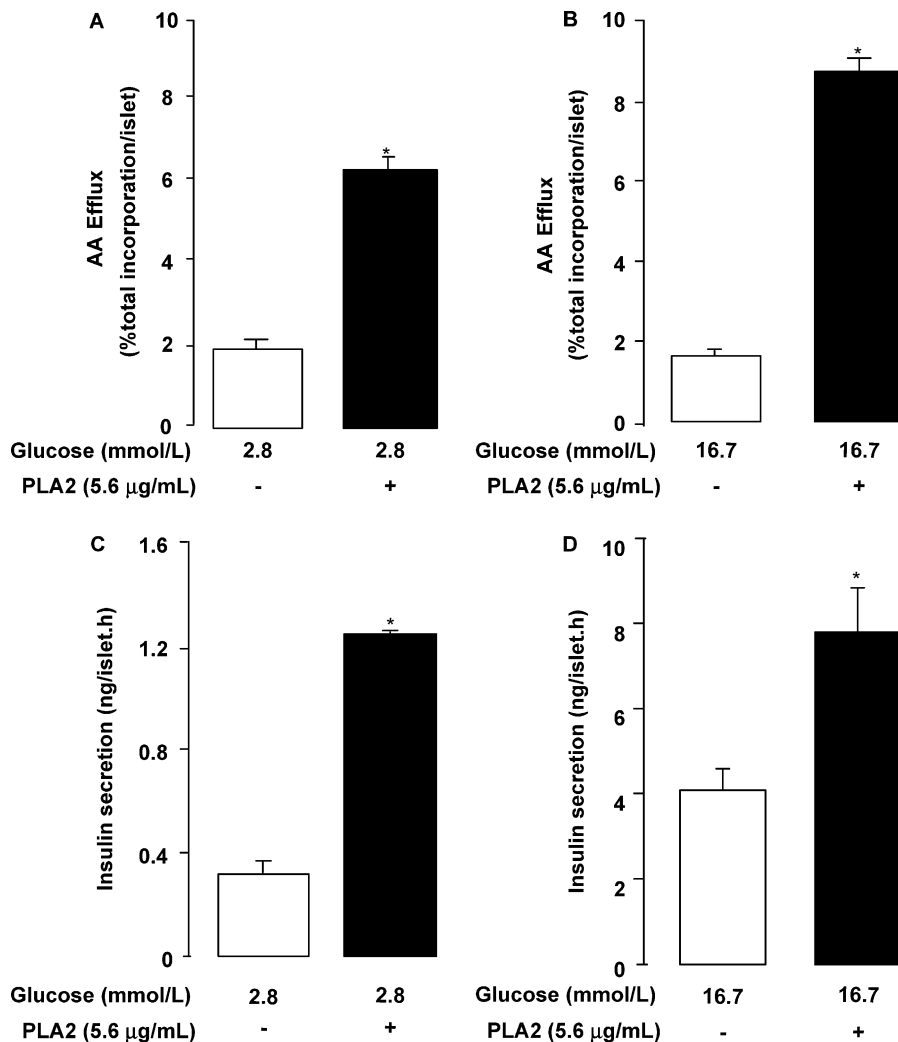 A
10
8
6
4
2
0
AA Efflux
(%total incorporation/islet)
*
Glucose (mmol/L) 2.8 2.8
PLA2 (5.6 μg/mL) - +
B
10
8
6
4
2
0
AA Efflux
(%total incorporation/islet)
*
Glucose (mmol/L) 16.7 16.7
PLA2 (5.6 μg/mL) - +
C
1.6
1.2
0.8
0.4
0
Insulin secretion (ng/islet.h)
*
Glucose (mmol/L) 2.8 2.8
PLA2 (5.6 μg/mL) - +
D
10
8
6
4
2
0
Insulin secretion (ng/islet.h)
*
Glucose (mmol/L) 16.7 16.7
PLA2 (5.6 μg/mL) - +